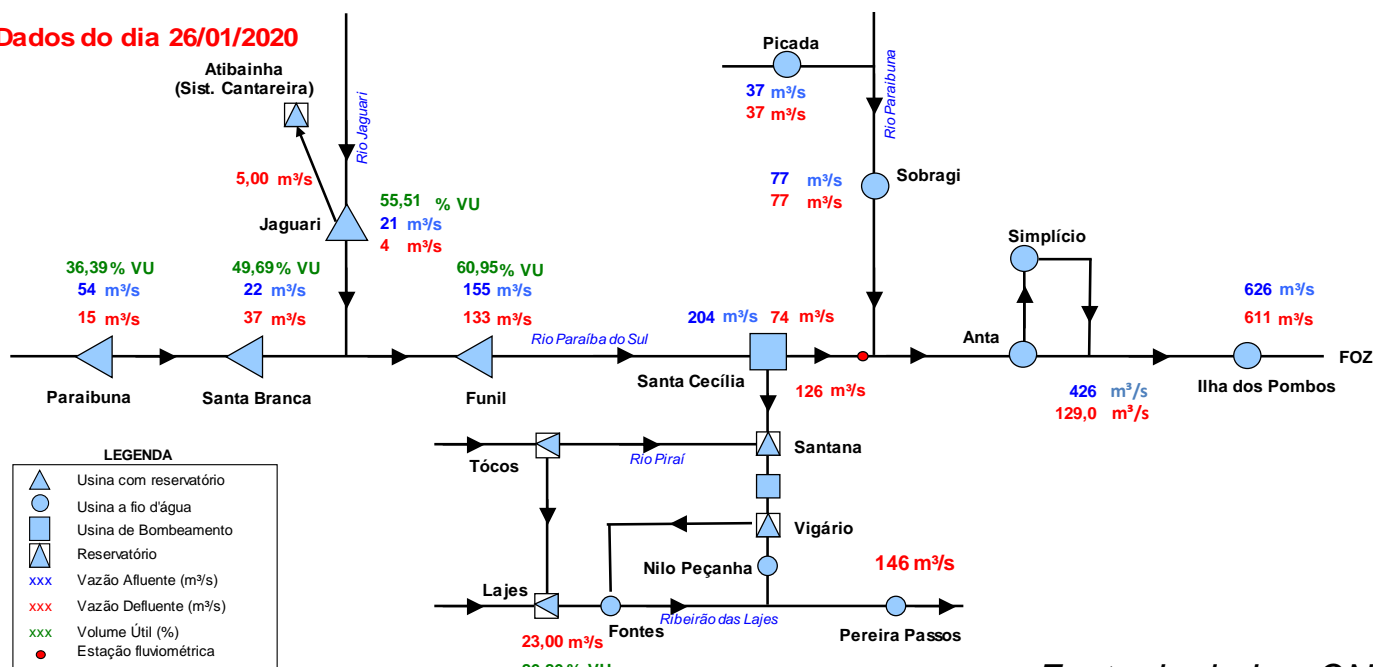 Dados do dia 26/01/2020
Atibainha
(Sist. Cantareira)
Rio Jaguari
5,00 m³/s
Jaguari
55,51 % VU
21 m³/s
4 m³/s
Picada
37 m³/s
37 m³/s
Rio Paraibuna
77 m³/s
77 m³/s
Sobragi
Simplício
36,39% VU
54 m³/s
15 m³/s
49,69% VU
22 m³/s
37 m³/s
60,95% VU
155 m³/s
133 m³/s
Rio Paraíba do Sul
204 m³/s 74 m³/s
Anta
626 m³/s
611 m³/s
FOZ
Paraibuna
Santa Branca
Funil
Santa Cecília
126 m³/s
426 m³/s
129,0 m³/s
Ilha dos Pombos
Tócos
Rio Piraí
Santana
Vigário
Nilo Peçanha
146 m³/s
Lajes
Fontes
Ribeirão das Lajes
Pereira Passos
23,00 m³/s
LEGENDA
Usina com reservatório
Usina a fio d'água
Usina de Bombeamento
Reservatório
xxx Vazão Afluente (m³/s)
xxx Vazão Defluente (m³/s)
xxx Volume Útil (%)
Estação fluviométrica